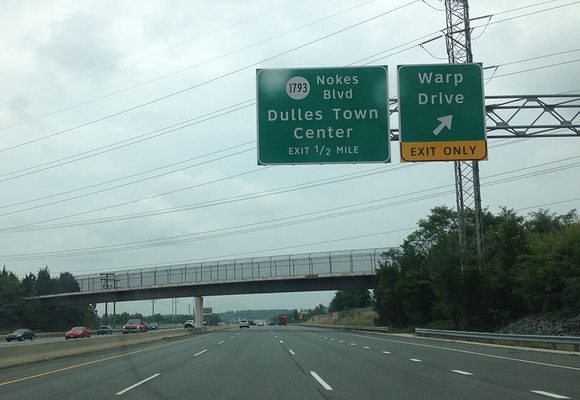 1793
Nokes
Blvd
Dulles Town
Center
EXIT 1/2 MILE
Warp
Drive
EXIT ONLY